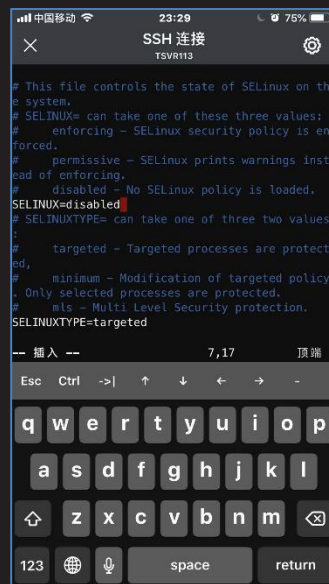 中国移动 23:29 75%
SSH 连接
TSVR113
# This file controls the state of SELinux on th
e system.
# SELINUX= can take one of these three values:
#     enforcing - SELinux security policy is en
forced.
#     permissive - SELinux prints warnings inst
ead of enforcing.
#     disabled - No SELinux policy is loaded.
SELINUX=disabled
# SELINUXTYPE= can take one of three two values
:
#     targeted - Targeted processes are protect
ed,
#     minimum - Modification of targeted policy
. Only selected processes are protected.
#     mls - Multi Level Security protection.
SELINUXTYPE=targeted
-- 插入 -- 7,17 顶端
Esc Ctrl ->| ↑ ↓ ← → -
q w e r t y u i o p
a s d f g h j k l
z x c v b n m
123 space return